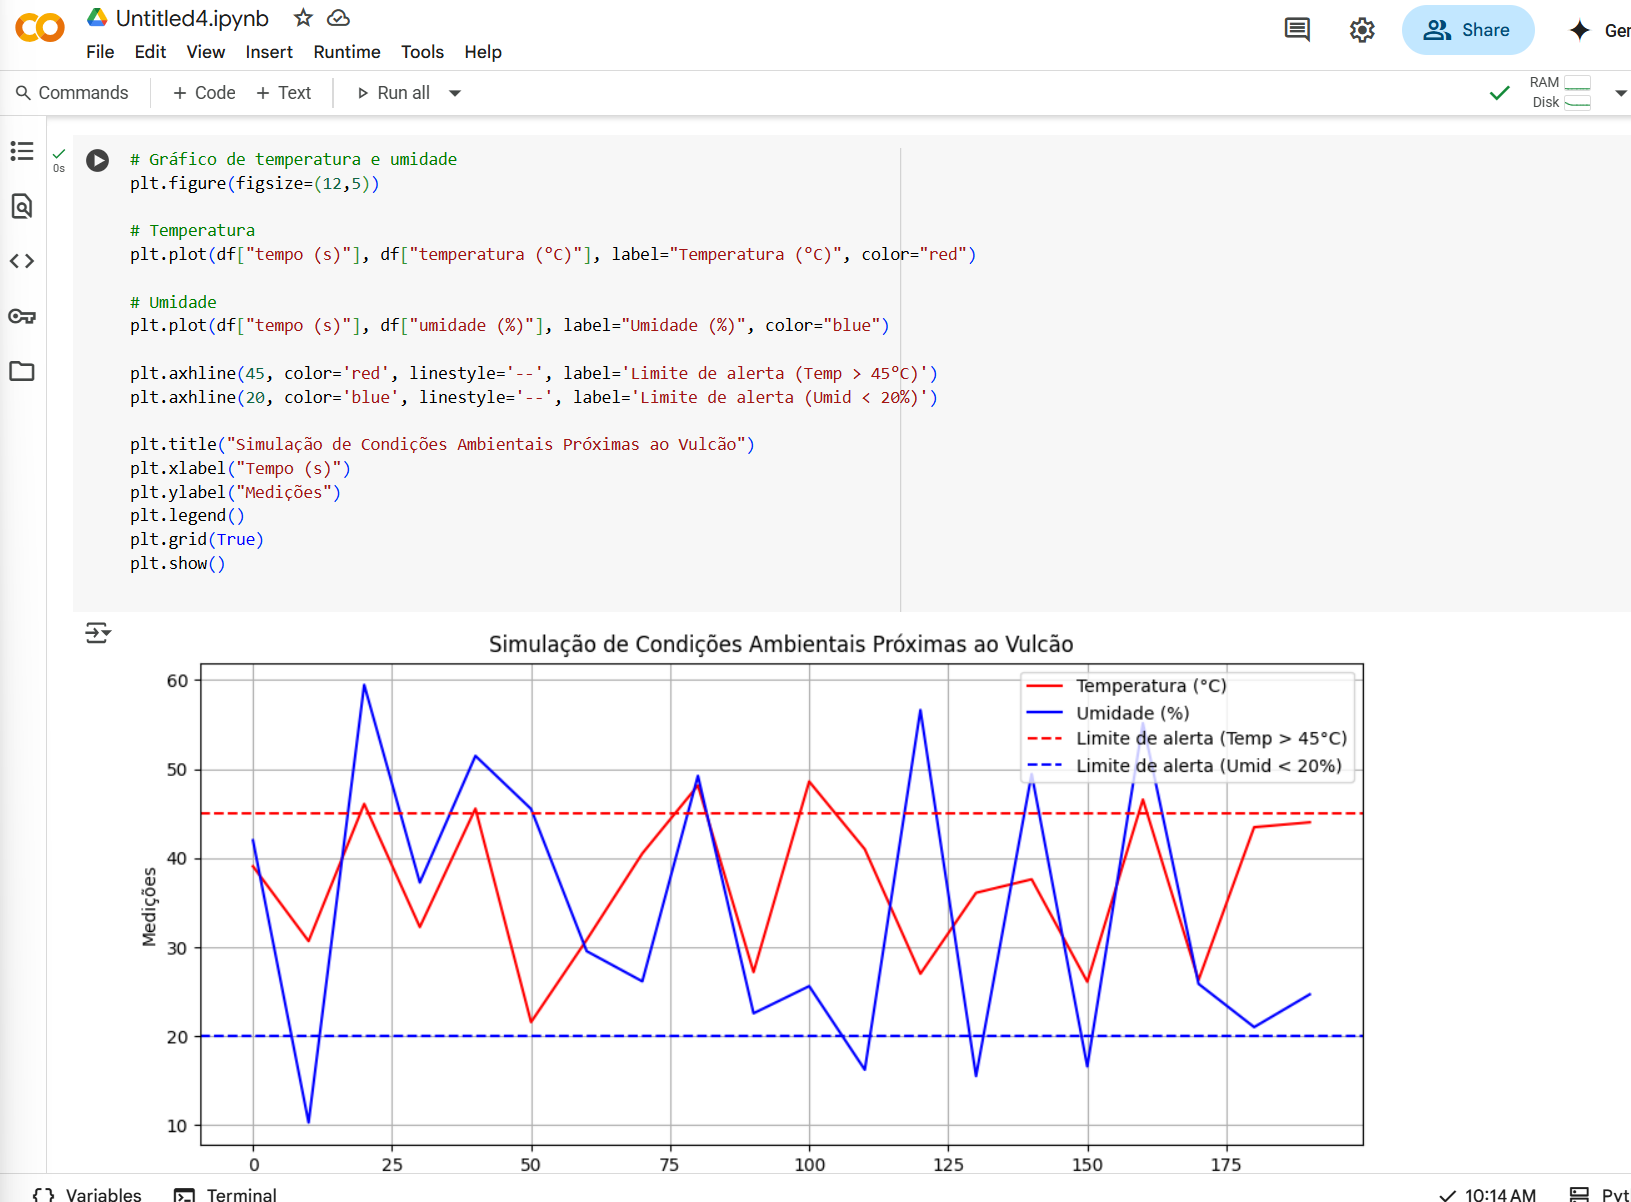 Untitled4.ipynb
File Edit View Insert Runtime Tools Help
Share
Commands + Code + Text Run all
RAM
Disk
0s
# Gráfico de temperatura e umidade
plt.figure(figsize=(12,5))
# Temperatura
plt.plot(df["tempo (s)"], df["temperatura (ºC)"], label="Temperatura (ºC)", color="red")
# Umidade
plt.plot(df["tempo (s)"], df["umidade (%)"], label="Umidade (%)", color="blue")
plt.axhline(45, color='red', linestyle='--', label='Limite de alerta (Temp > 45ºC)')
plt.axhline(20, color='blue', linestyle='--', label='Limite de alerta (Umid < 20%)')
plt.title("Simulação de Condições Ambientais Próximas ao Vulcão")
plt.xlabel("Tempo (s)")
plt.ylabel("Medições")
plt.legend()
plt.grid(True)
plt.show()
Simulação de Condições Ambientais Próximas ao Vulcão
Temperatura (°C)
Umidade (%)
Limite de alerta (Temp > 45°C)
Limite de alerta (Umid < 20%)
Medições
60
50
40
30
20
10
0 25 50 75 100 125 150 175
Variables Terminal
10:14 AM